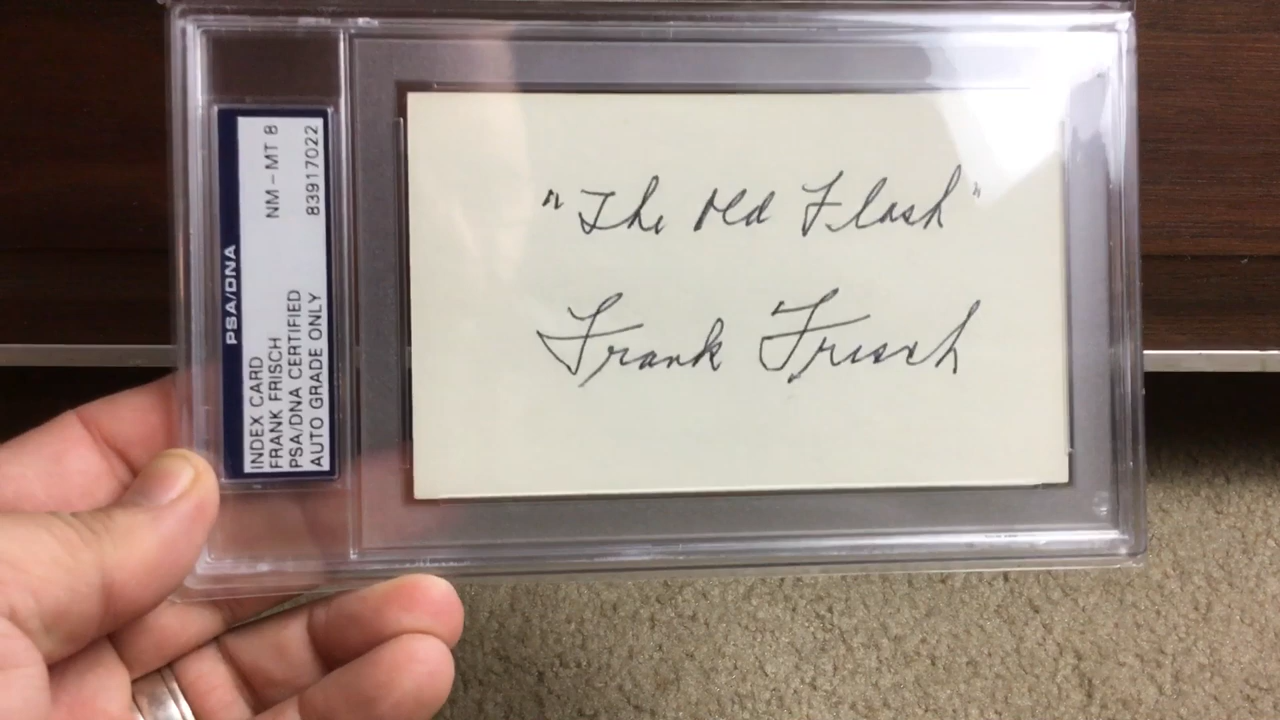 PSA/DNA
INDEX CARD
FRANK FRISCH
PSA/DNA CERTIFIED
AUTO GRADE ONLY
NM - MT 8
83917022
"The Old Flash"
Frank Frisch